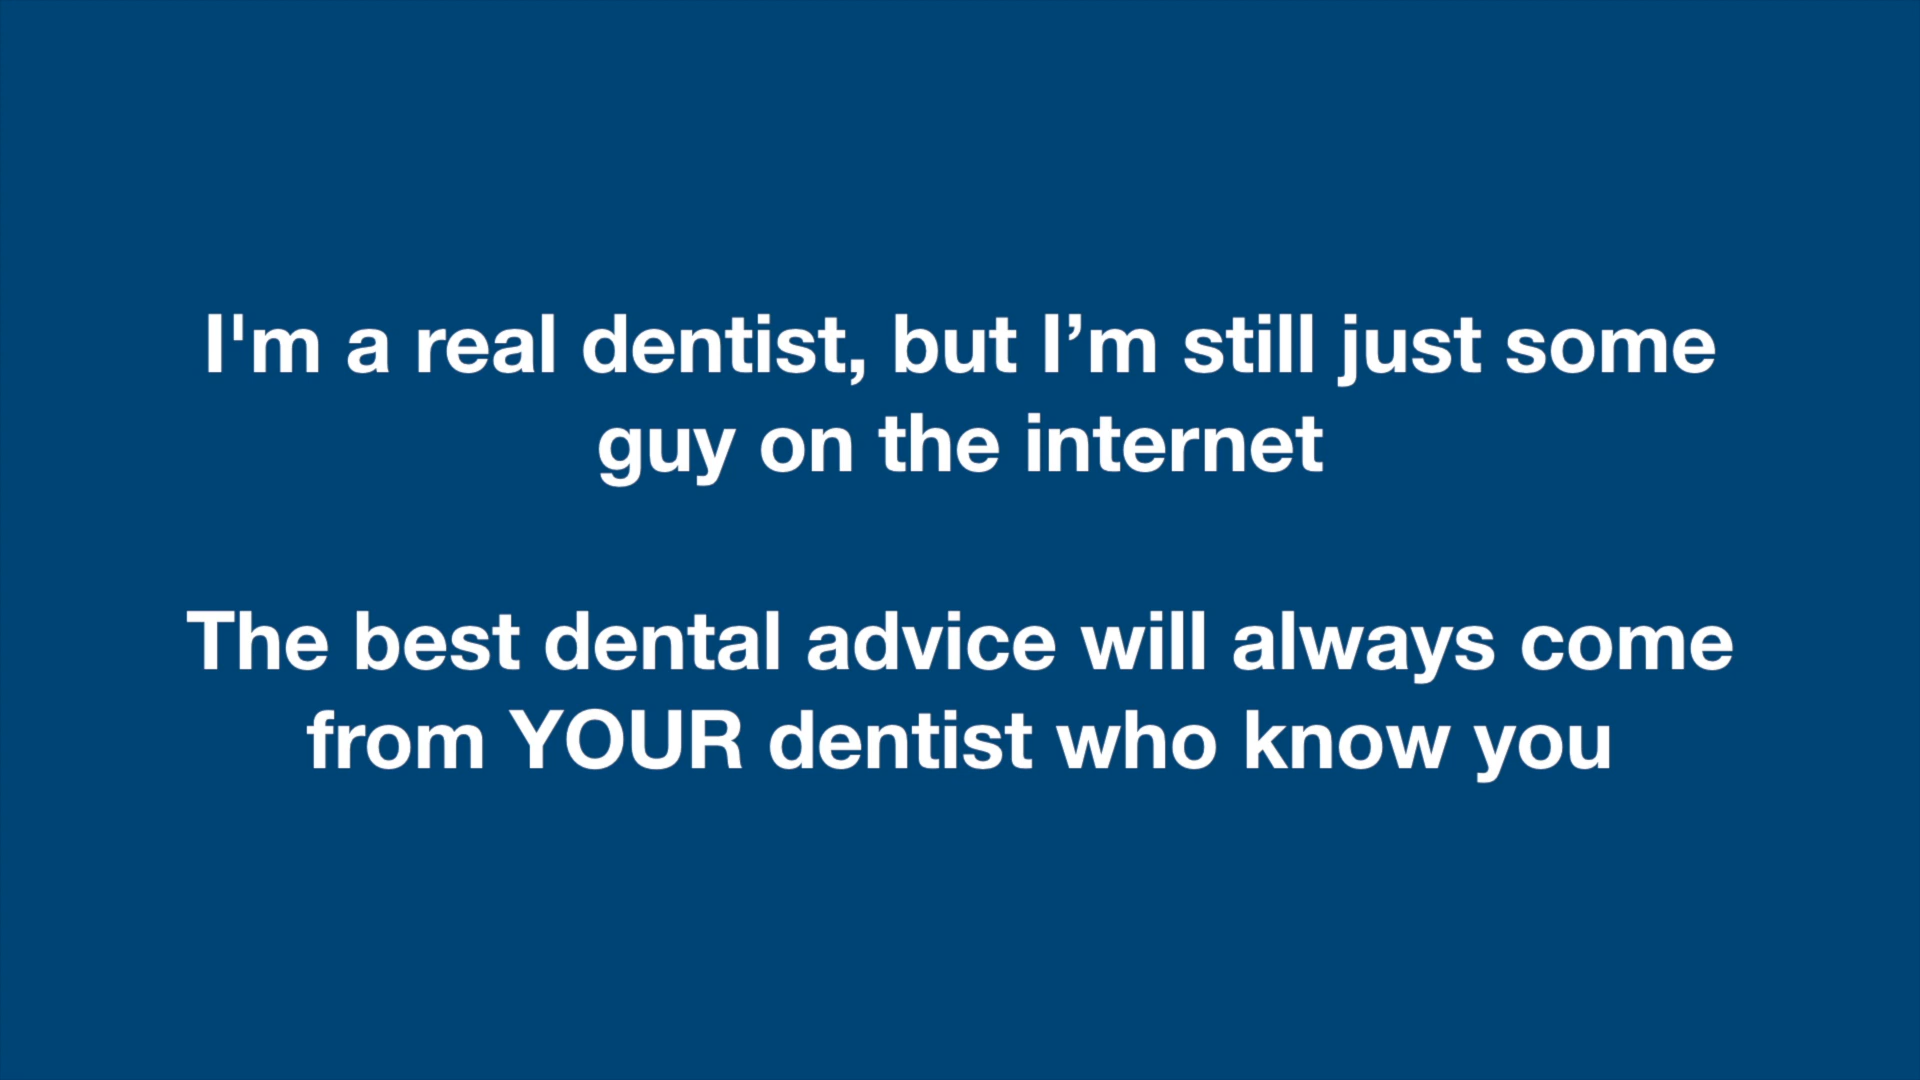 I'm a real dentist, but I’m still just some
guy on the internet
The best dental advice will always come
from YOUR dentist who know you